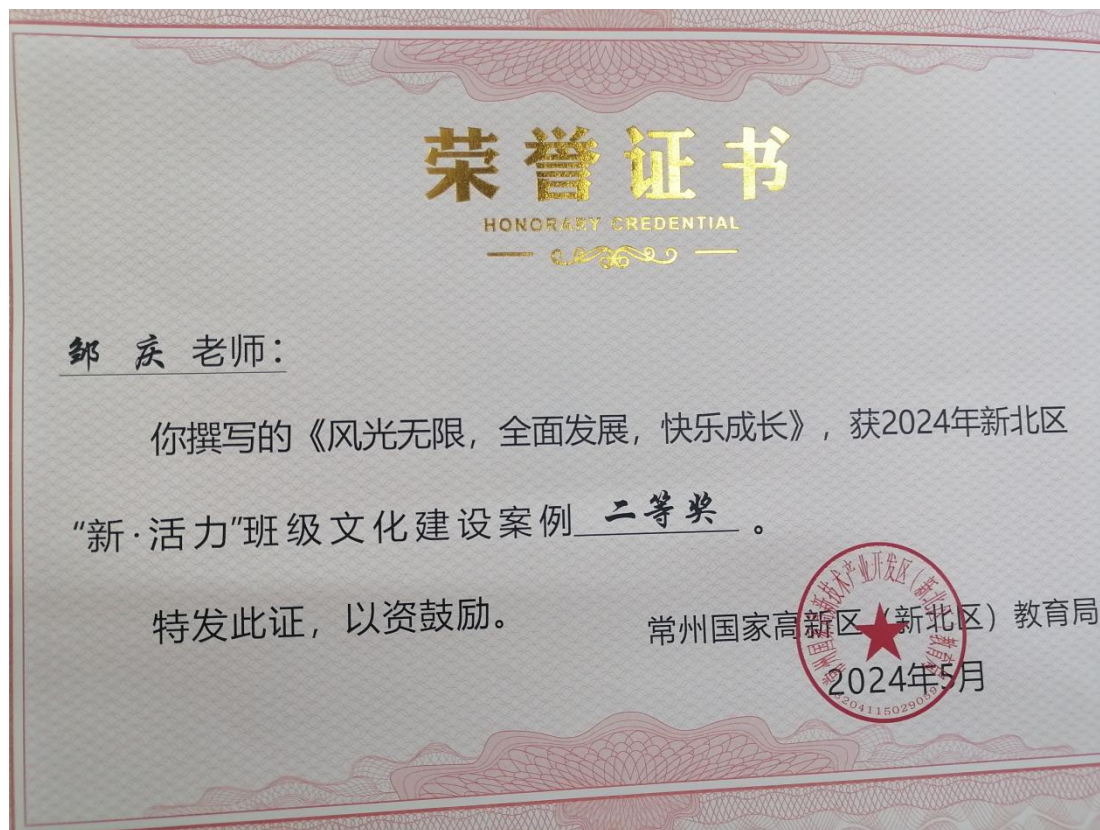 荣誉证书
HONORARY CREDENTIAL
邹 庆 老师：
你撰写的《风光无限，全面发展，快乐成长》，获2024年新北区
“新·活力”班级文化建设案例 二等奖 。
特发此证，以资鼓励。
常州国家高新区（新北区）教育局
2024年5月
3204115029059